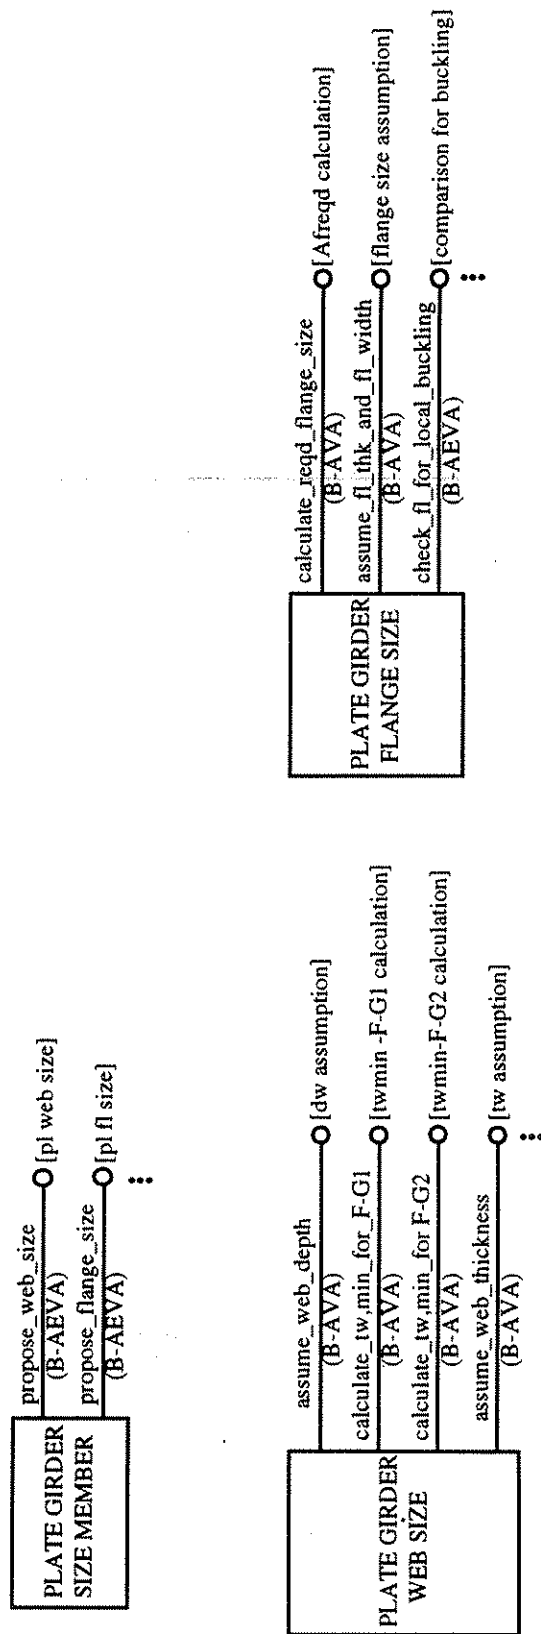 PLATE GIRDER
SIZE MEMBER
propose_web_size
(B-AEVA)
[pl web size]
propose_flange_size
(B-AEVA)
[pl fl size]
PLATE GIRDER
WEB SIZE
assume_web_depth
(B-AVA)
[dw assumption]
calculate_tw,min_for_F-G1
(B-AVA)
[twmin -F-G1 calculation]
calculate_tw,min_for F-G2
(B-AVA)
[twmin-F-G2 calculation]
assume_web_thickness
(B-AVA)
[tw assumption]
PLATE GIRDER
FLANGE SIZE
calculate_reqd_flange_size
(B-AVA)
[Afreqd calculation]
assume_fl_thk_and_fl_width
(B-AVA)
[flange size assumption]
check_fl_for_local_buckling
(B-AEVA)
[comparison for buckling]